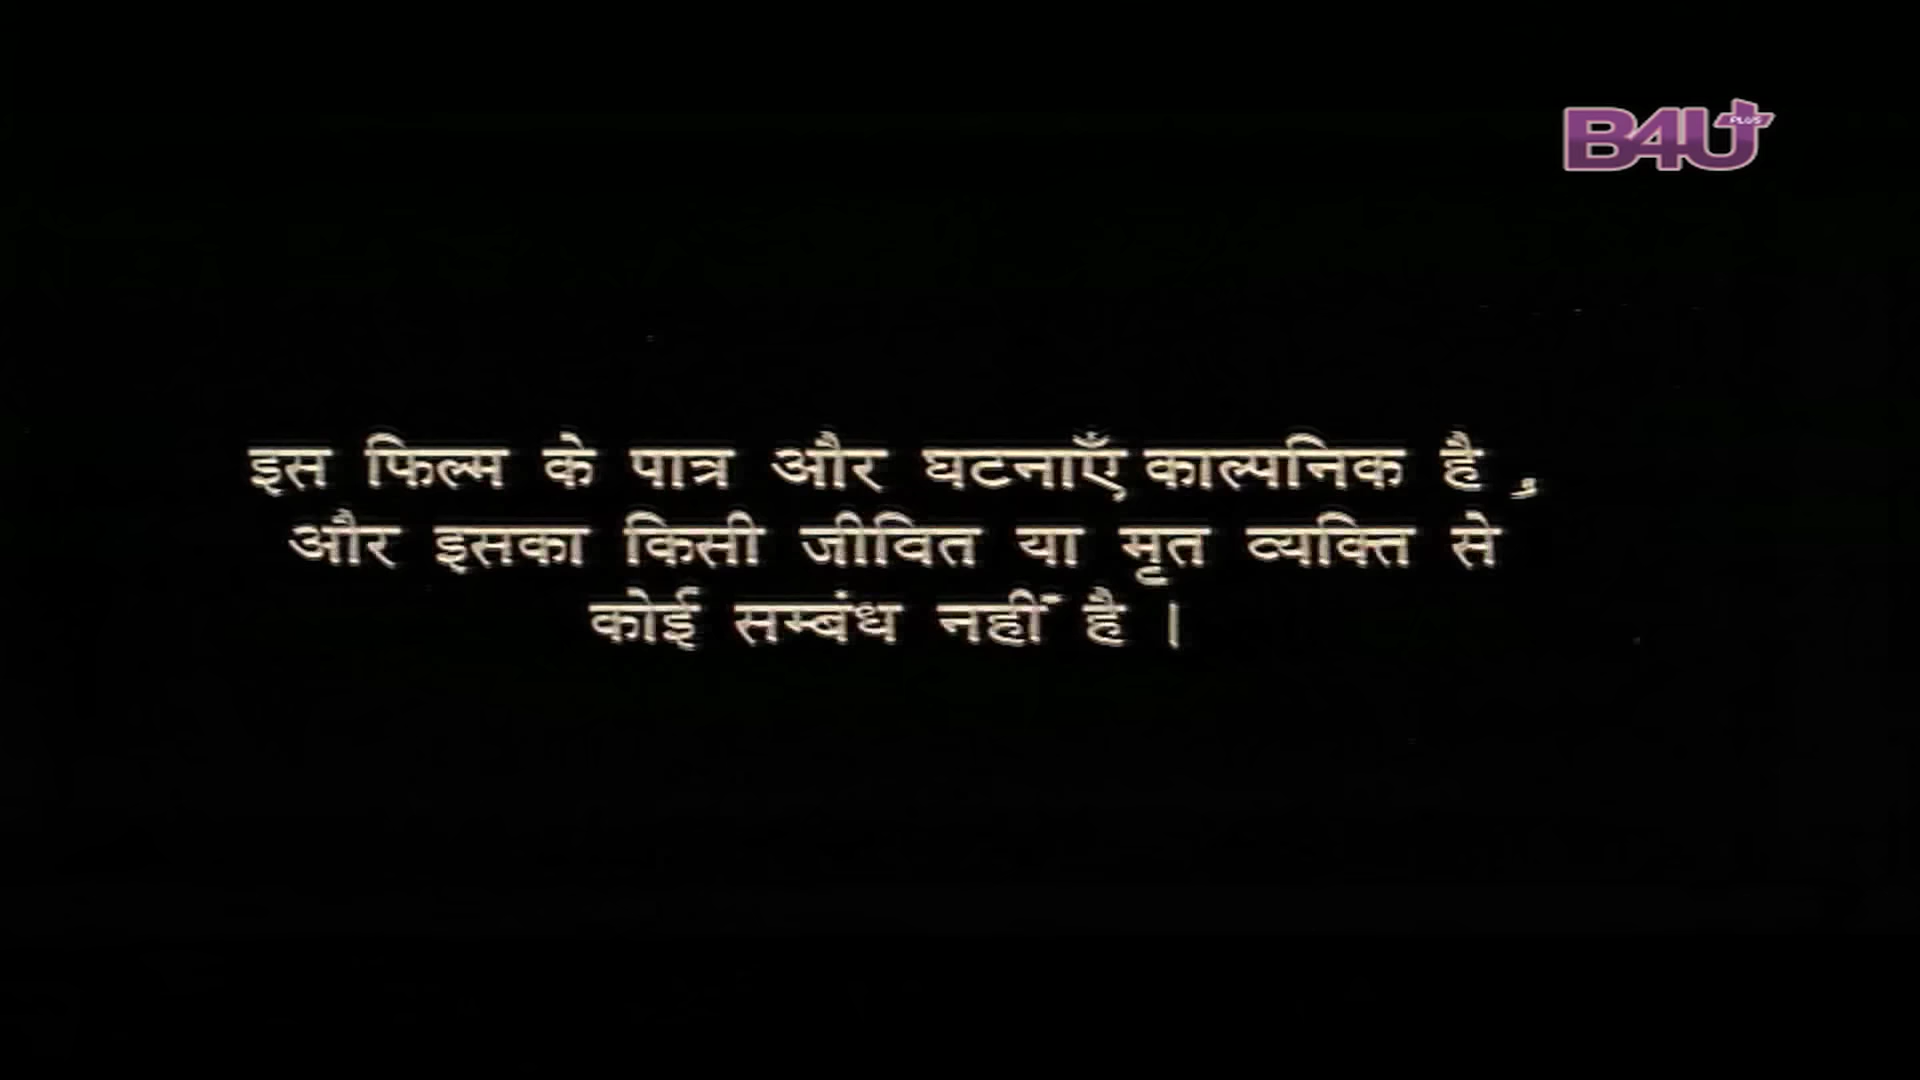 B4U PLUS
इस फिल्म के पात्र और घटनाएँ काल्पनिक है ,
और इसका किसी जीवित या मृत व्यक्ति से
कोई सम्बंध नहीं है ।